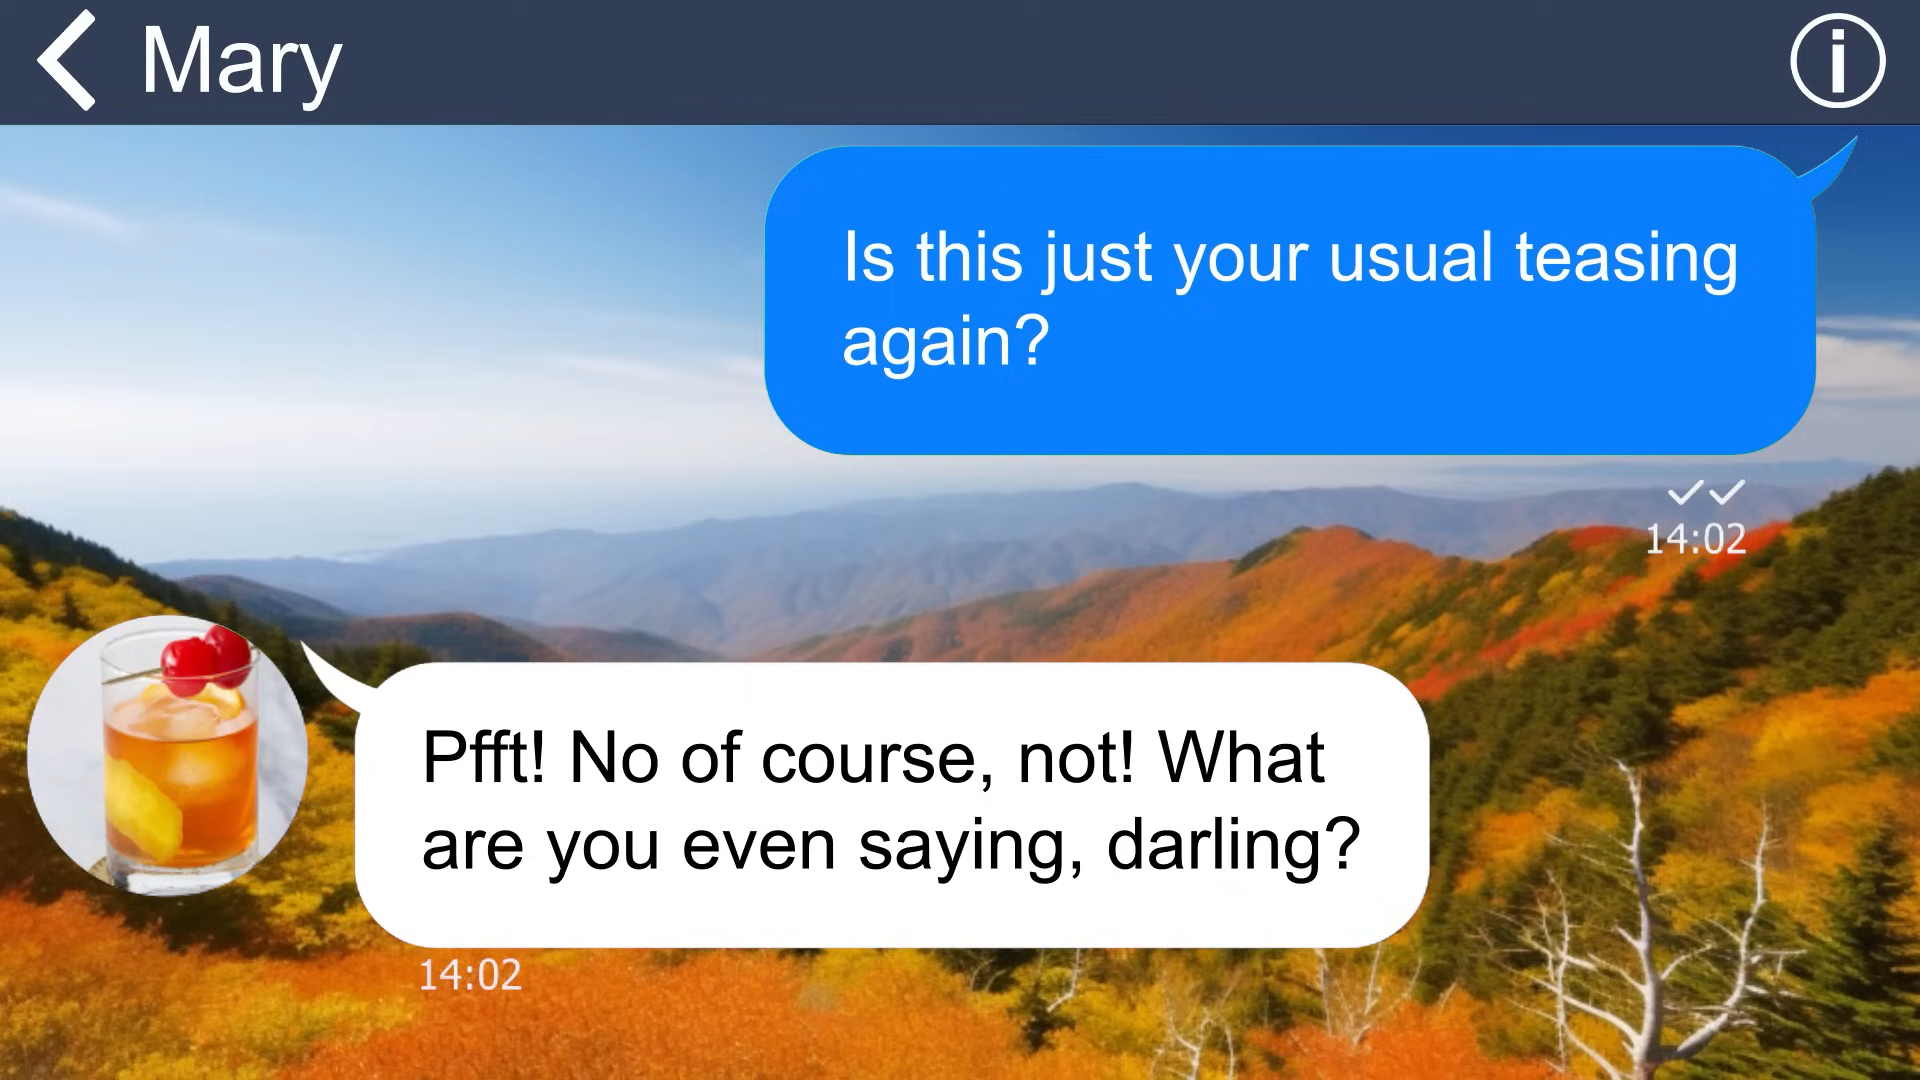 Mary
Is this just your usual teasing
again?
14:02
Pfft! No of course, not! What
are you even saying, darling?
14:02